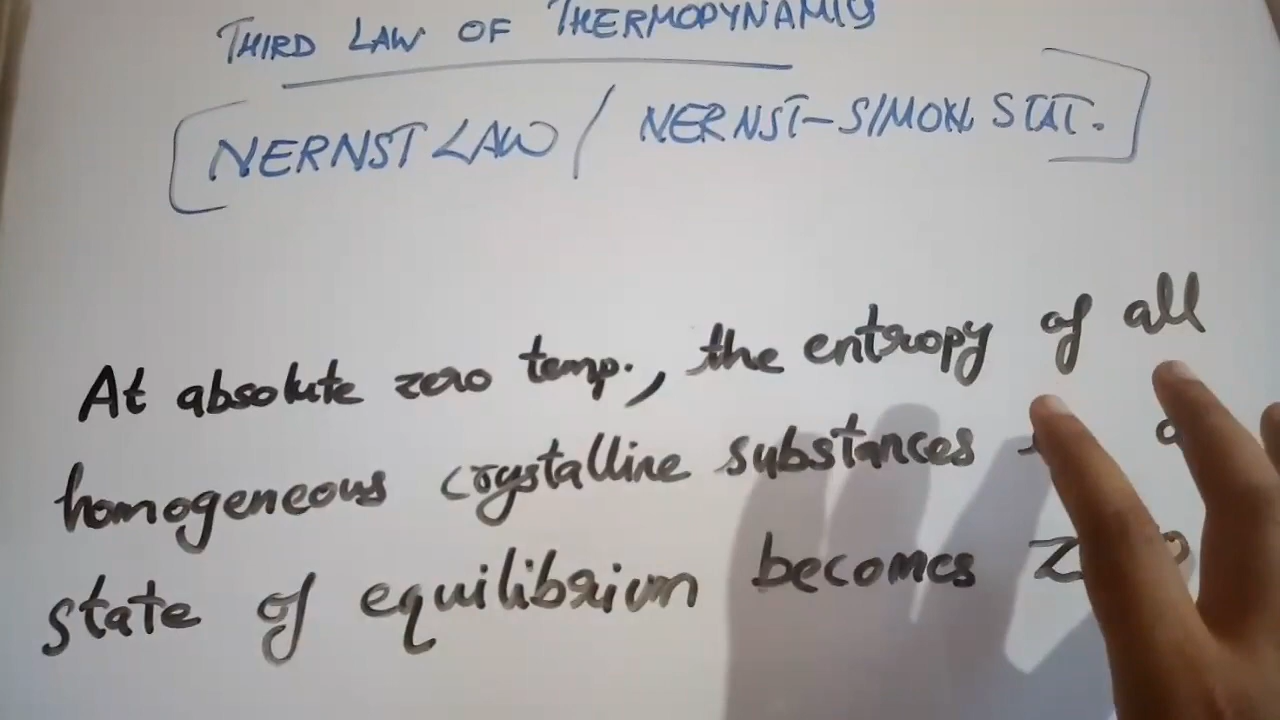 THIRD LAW OF THERMODYNAMIS
NERNST LAW / NERNST-SIMON STAT.
At absolute zero temp., the entropy of all
homogeneous crystalline substances
state of equilibrium becomes